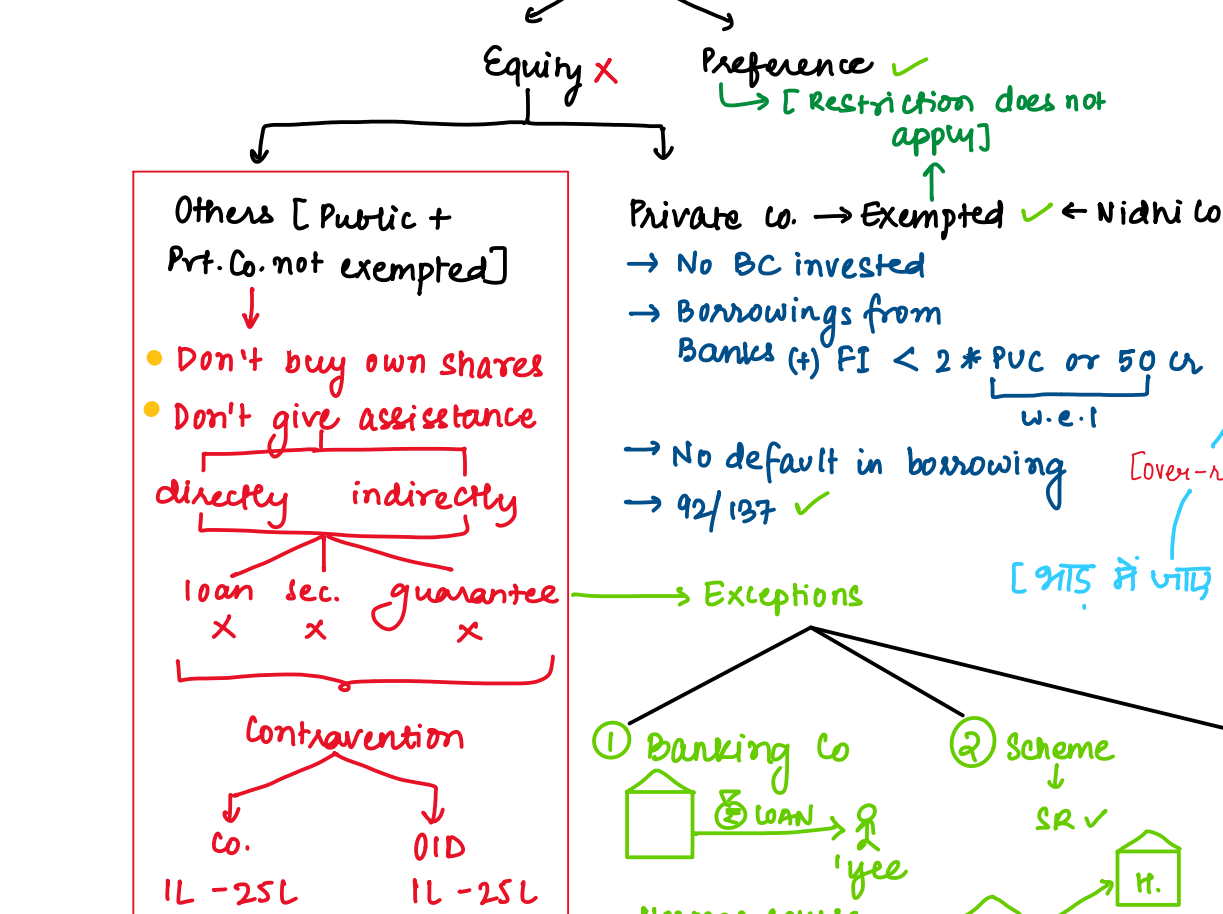 Equity x
Preference ✓
[Restriction does not
apply]
Others [Public +
Pvt. Co. not exempted]
Private Co. → Exempted ✓ ← Nidhi Co
→ No BC invested
→ Borrowings from
Banks (+) FI < 2 * PUC or 50 cr
w.e.l
→ No default in borrowing
→ 92/137 ✓
• Don't buy own shares
• Don't give assisstance
directly indirectly
loan sec. guarantee
x x x
→ Exceptions
[over-r
[भाड़ में जाए
Contravention
Co. OID
1L - 25L 1L - 25L
① Banking Co
LOAN
'yee
② Scheme
SR ✓
H.